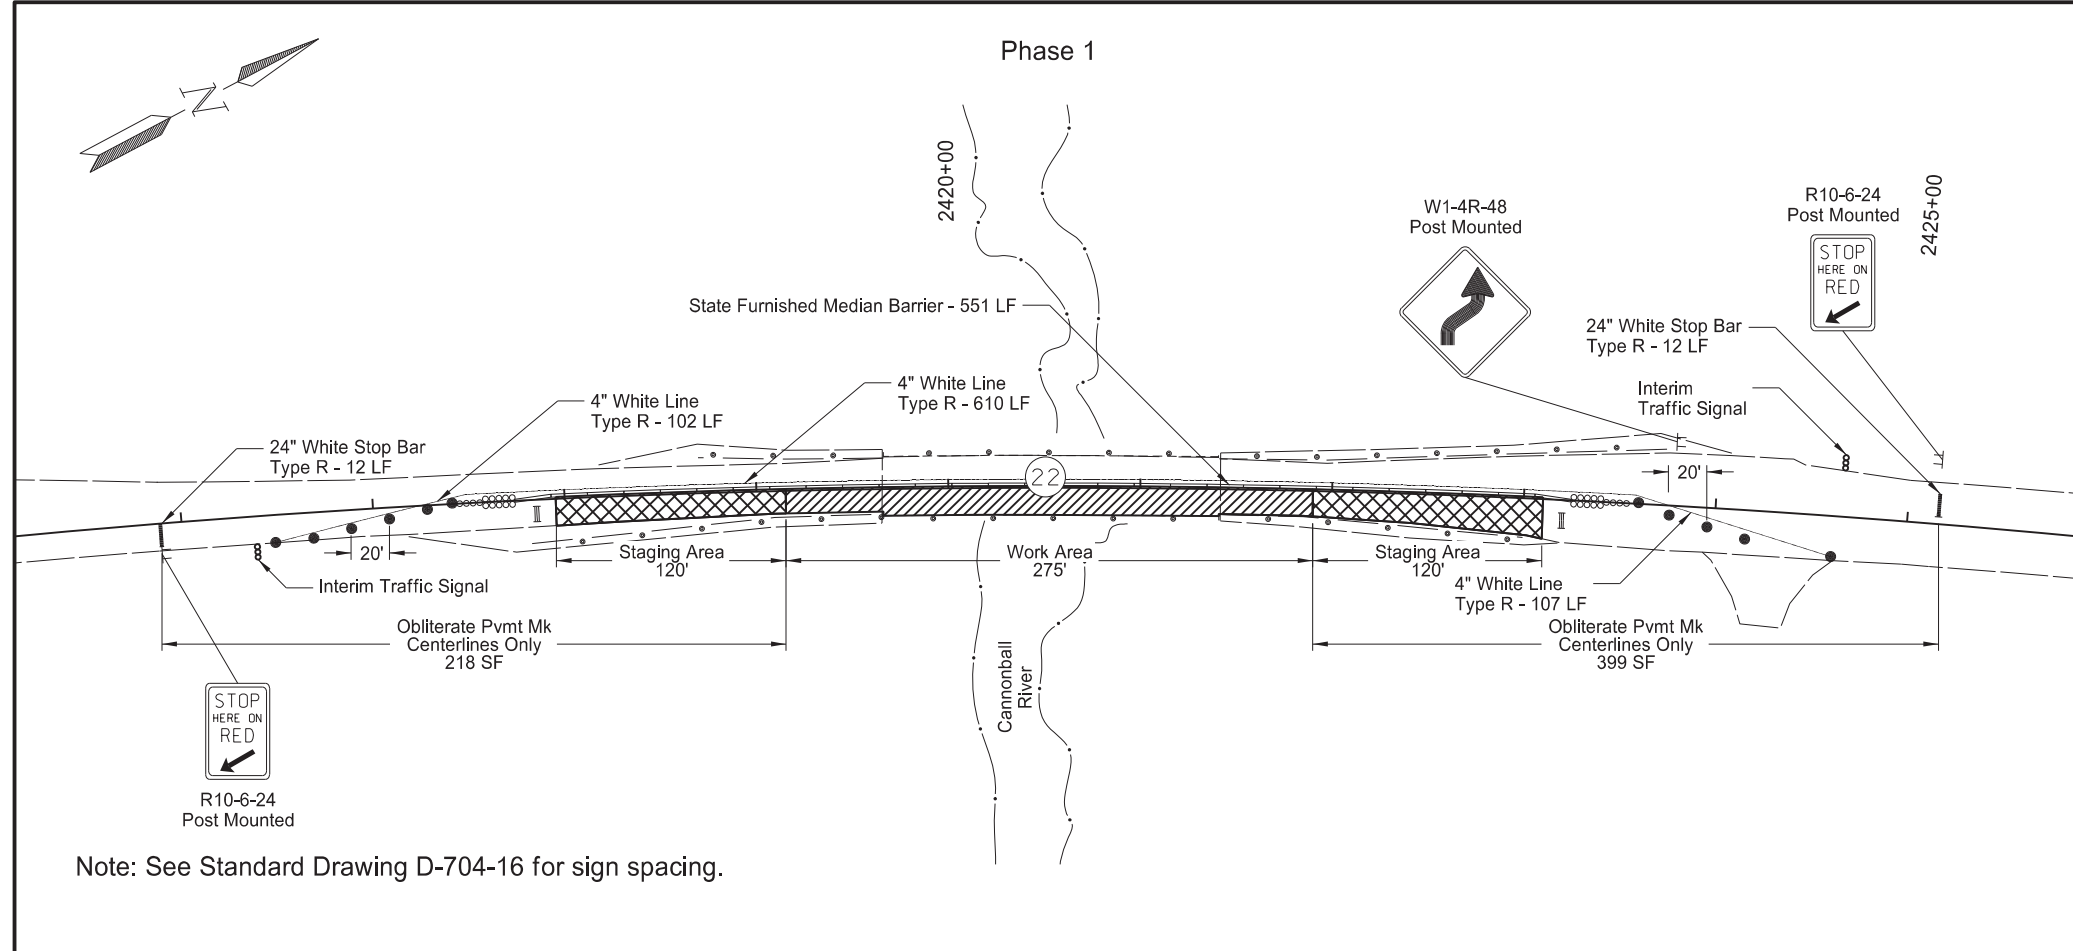 Phase 1
N
2420+00
2425+00
W1-4R-48
Post Mounted
R10-6-24
Post Mounted
STOP
HERE ON
RED
State Furnished Median Barrier - 551 LF
24" White Stop Bar
Type R - 12 LF
Interim
Traffic Signal
4" White Line
Type R - 610 LF
4" White Line
Type R - 102 LF
24" White Stop Bar
Type R - 12 LF
22
20'
20'
Interim Traffic Signal
Staging Area
120'
Work Area
275'
Staging Area
120'
4" White Line
Type R - 107 LF
Obliterate Pvmt Mk
Centerlines Only
218 SF
Obliterate Pvmt Mk
Centerlines Only
399 SF
Cannonball
River
STOP
HERE ON
RED
R10-6-24
Post Mounted
Note: See Standard Drawing D-704-16 for sign spacing.